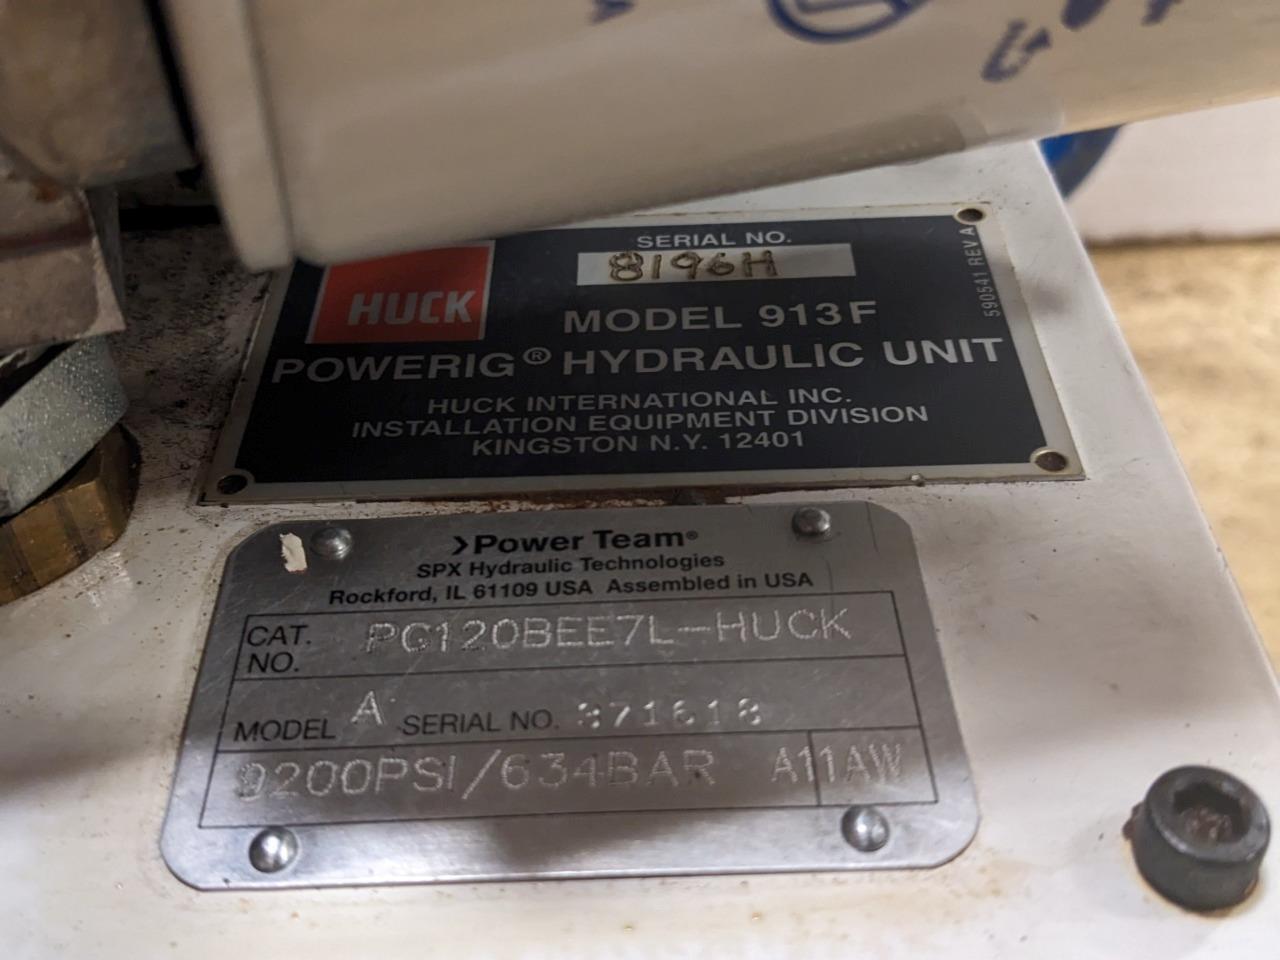 SERIAL NO.
8196H
HUCK
MODEL 913F
590541 REV A
POWERIG® HYDRAULIC UNIT
HUCK INTERNATIONAL INC.
INSTALLATION EQUIPMENT DIVISION
KINGSTON N.Y. 12401
Power Team®
SPX Hydraulic Technologies
Rockford, IL 61109 USA Assembled in USA
CAT. NO. PG120BEE7L-HUCK
MODEL A SERIAL NO. 371618
9200PSI/634BAR A11AW